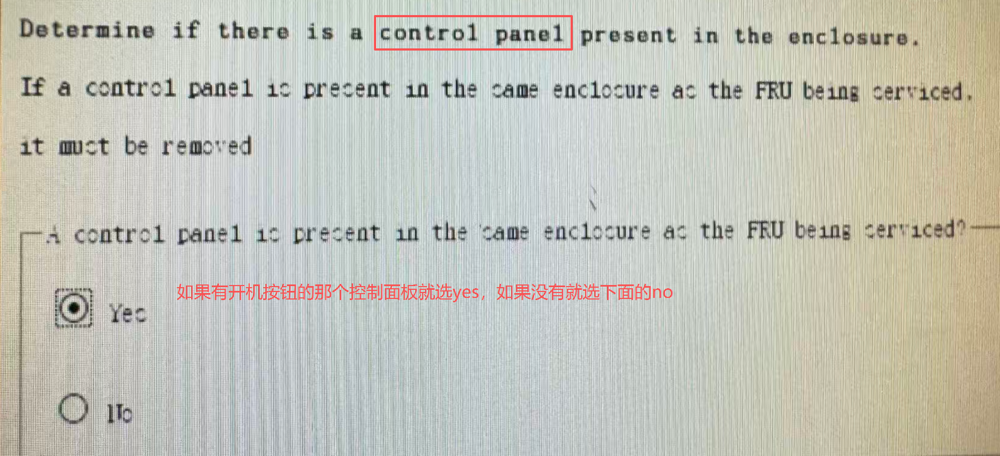 Determine if there is a control panel present in the enclosure.
If a control panel is present in the same enclosure as the FRU being serviced,
it must be removed
A control panel is present in the same enclosure as the FRU being serviced?
如果有开机按钮的那个控制面板就选yes，如果没有就选下面的no
Yes
No